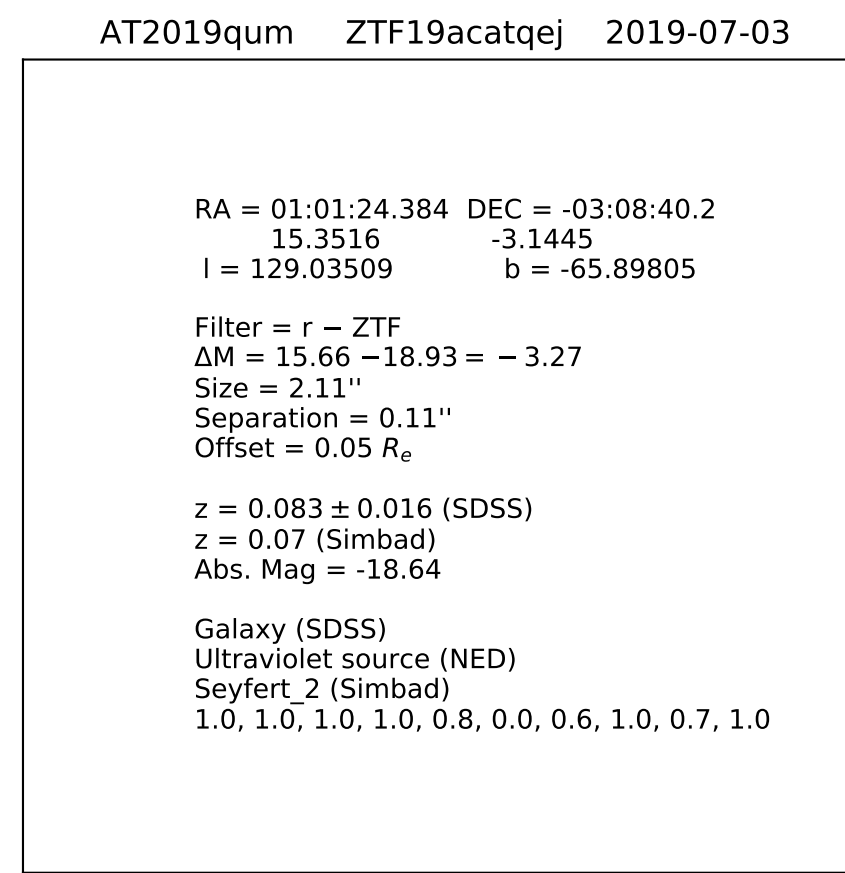 AT2019qum ZTF19acatqej 2019-07-03
RA = 01:01:24.384 DEC = -03:08:40.2
15.3516 -3.1445
l = 129.03509 b = -65.89805
Filter = r − ZTF
ΔM = 15.66 −18.93 = − 3.27
Size = 2.11''
Separation = 0.11''
Offset = 0.05 Rₑ
z = 0.083 ± 0.016 (SDSS)
z = 0.07 (Simbad)
Abs. Mag = -18.64
Galaxy (SDSS)
Ultraviolet source (NED)
Seyfert_2 (Simbad)
1.0, 1.0, 1.0, 1.0, 0.8, 0.0, 0.6, 1.0, 0.7, 1.0